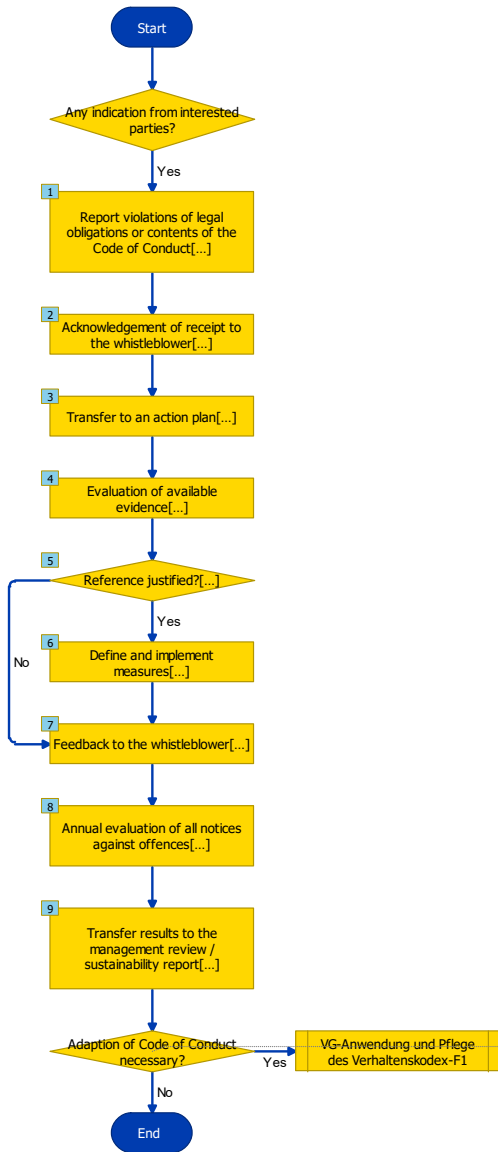 Start
Any indication from interested
parties?
Yes
1
Report violations of legal
obligations or contents of the
Code of Conduct[...]
2
Acknowledgement of receipt to
the whistleblower[...]
3
Transfer to an action plan[...]
4
Evaluation of available
evidence[...]
5
Reference justified?[...]
Yes
No
6
Define and implement
measures[...]
7
Feedback to the whistleblower[...]
8
Annual evaluation of all notices
against offences[...]
9
Transfer results to the
management review /
sustainability report[...]
Adaption of Code of Conduct
necessary?
Yes
VG-Anwendung und Pflege
des Verhaltenskodex-F1
No
End